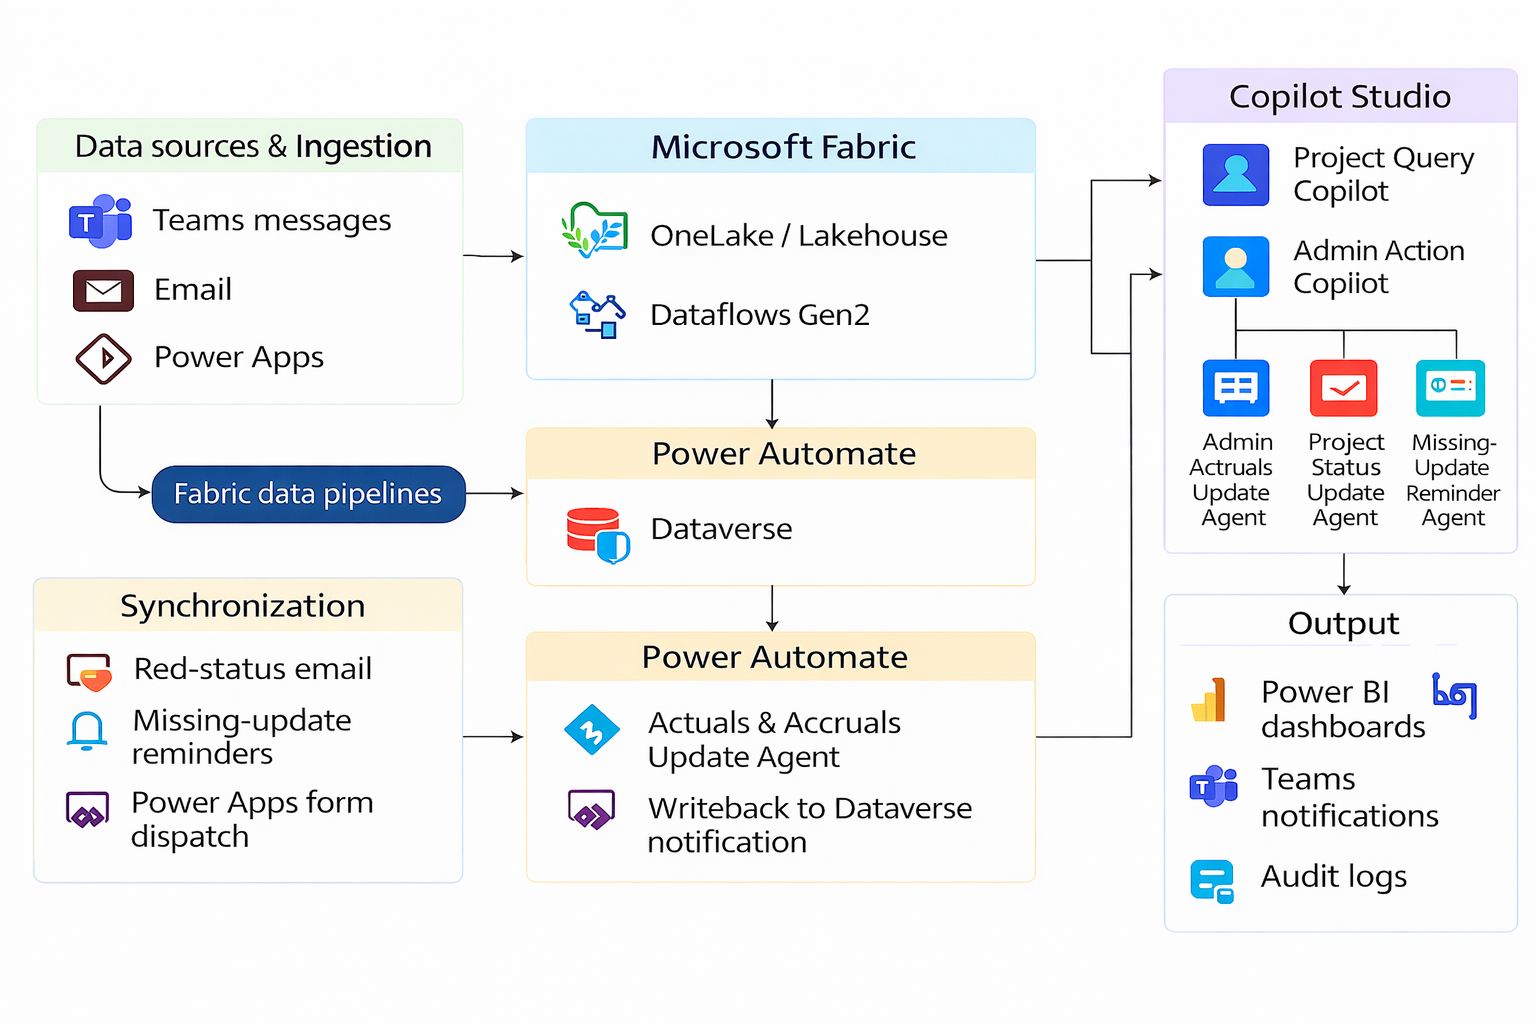 Data sources & Ingestion
Teams messages
Email
Power Apps
Fabric data pipelines
Synchronization
Red-status email
Missing-update
reminders
Power Apps form
dispatch
Microsoft Fabric
OneLake / Lakehouse
Dataflows Gen2
Power Automate
Dataverse
Power Automate
Actuals & Accruals
Update Agent
Writeback to Dataverse
notification
Copilot Studio
Project Query
Copilot
Admin Action
Copiiot
Admin
Actruals
Update
Agent
Project
Status
Update
Agent
Missing-
Update
Reminder
Agent
Output
Power BI
dashboards
Teams
notifications
Audit logs